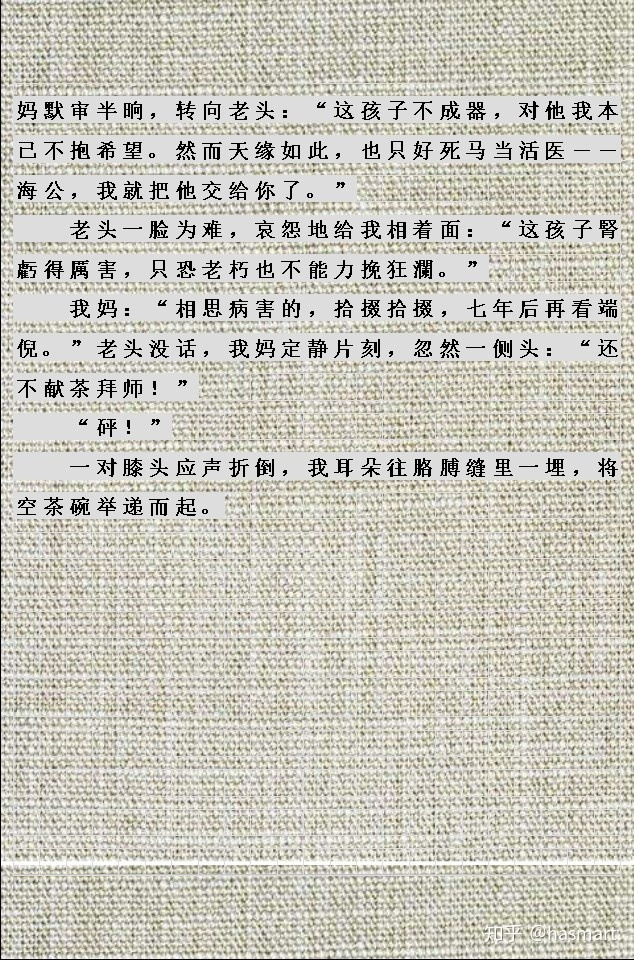 妈默审半晌，转向老头：“这孩子不成器，对他我本
已不抱希望。然而天缘如此，也只好死马当活医－－
海公，我就把他交给你了。”
老头一脸为难，哀怨地给我相着面：“这孩子腎
虧得厲害，只恐老朽也不能力挽狂瀾。”
我妈：“相思病害的，拾掇拾掇，七年后再看端
倪。”老头没话，我妈定静片刻，忽然一侧头：“还
不献茶拜师！”
“砰！”
一对膝头应声折倒，我耳朵往胳膊缝里一埋，将
空茶碗举递而起。
知乎 @hasmart